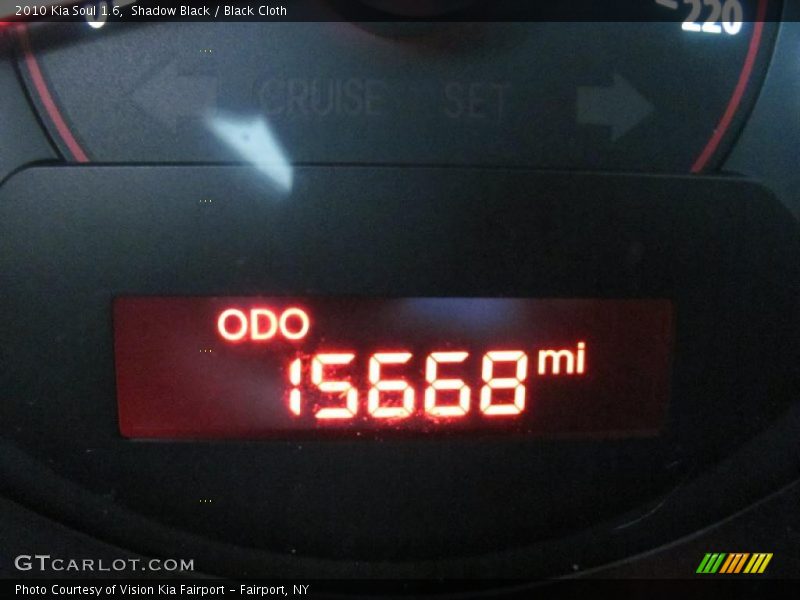 2010 Kia Soul 1.6, Shadow Black / Black Cloth
0
220
CRUISE SET
ODO
15668 mi
GTCARLOT.COM
Photo Courtesy of Vision Kia Fairport - Fairport, NY